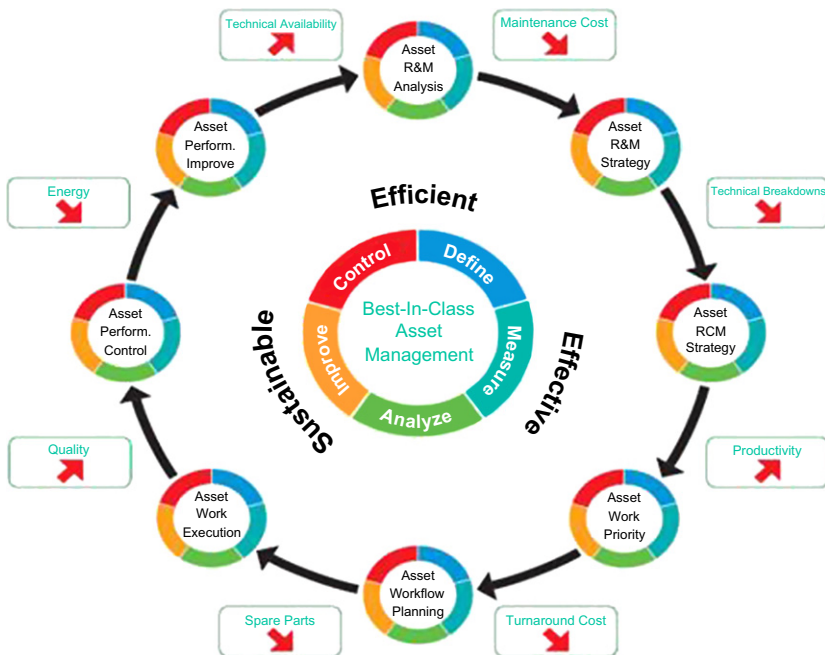 Technical Availability
Maintenance Cost
Asset
R&M
Analysis
Asset
Perform.
Improve
Asset
R&M
Strategy
Energy
Efficient
Technical Breakdowns
Control
Define
Asset
Perform.
Control
Best-In-Class
Asset
Management
Asset
RCM
Strategy
Sustainable
Improve
Measure
Effective
Analyze
Quality
Productivity
Asset
Work
Execution
Asset
Work
Priority
Asset
Workflow
Planning
Spare Parts
Turnaround Cost